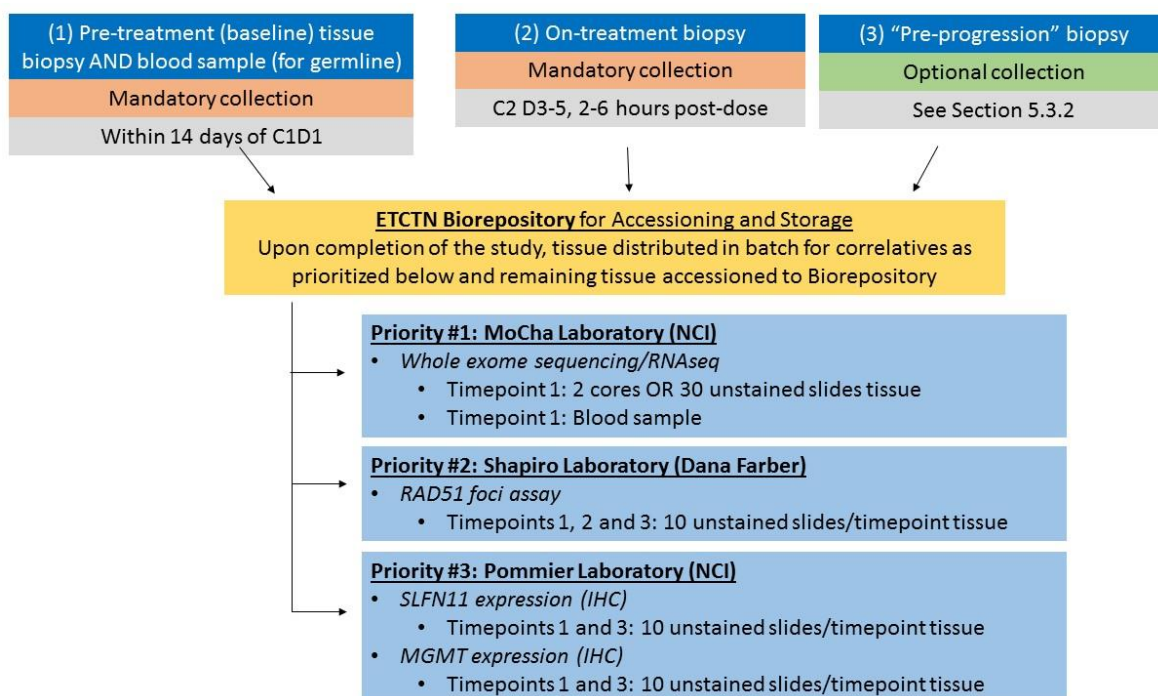 (1) Pre-treatment (baseline) tissue
biopsy AND blood sample (for germline)
Mandatory collection
Within 14 days of C1D1
(2) On-treatment biopsy
Mandatory collection
C2 D3-5, 2-6 hours post-dose
(3) “Pre-progression” biopsy
Optional collection
See Section 5.3.2
ETCTN Biorepository for Accessioning and Storage
Upon completion of the study, tissue distributed in batch for correlatives as
prioritized below and remaining tissue accessioned to Biorepository
Priority #1: MoCha Laboratory (NCI)
• Whole exome sequencing/RNAseq
• Timepoint 1: 2 cores OR 30 unstained slides tissue
• Timepoint 1: Blood sample
Priority #2: Shapiro Laboratory (Dana Farber)
• RAD51 foci assay
• Timepoints 1, 2 and 3: 10 unstained slides/timepoint tissue
Priority #3: Pommier Laboratory (NCI)
• SLFN11 expression (IHC)
• Timepoints 1 and 3: 10 unstained slides/timepoint tissue
• MGMT expression (IHC)
• Timepoints 1 and 3: 10 unstained slides/timepoint tissue